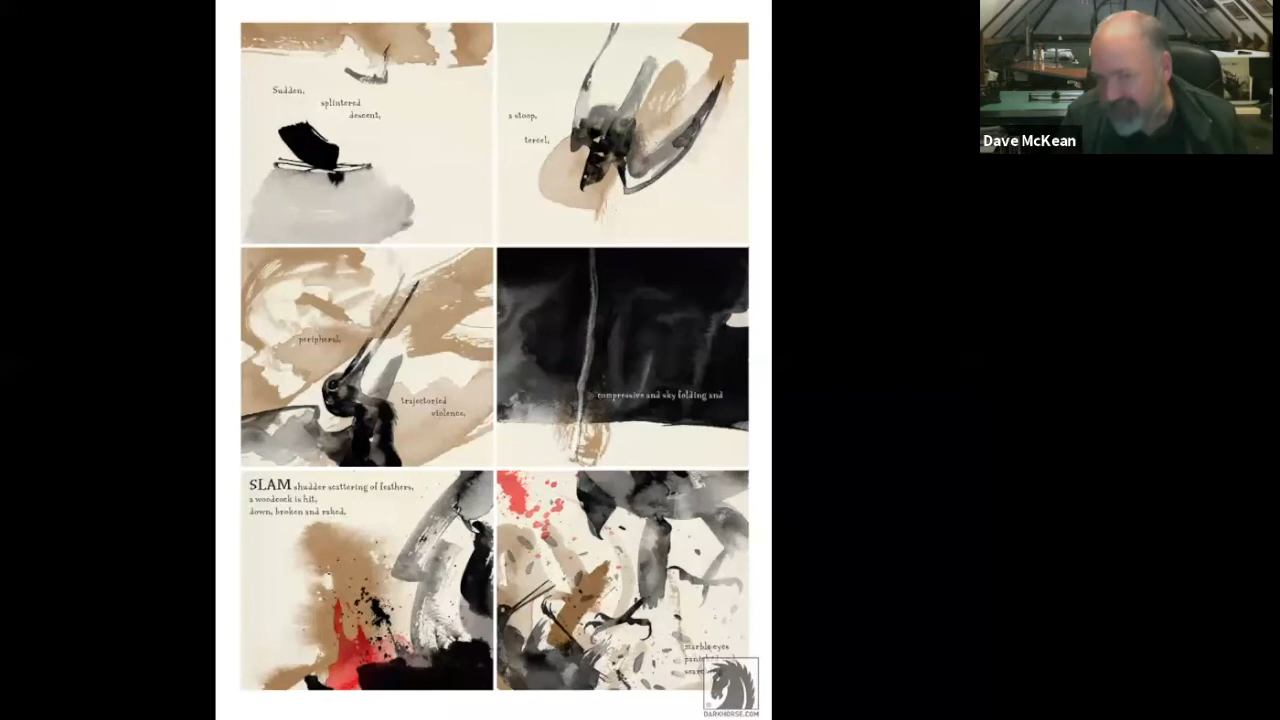 Sudden,
splintered
descent,
a stoop,
tercel,
peripheral,
trajectoried
violence,
compressive and sky folding and
SLAM shudder scattering of feathers,
a woodcock is hit,
down, broken and raked,
marble eyes
DARKHORSE.COM
Dave McKean